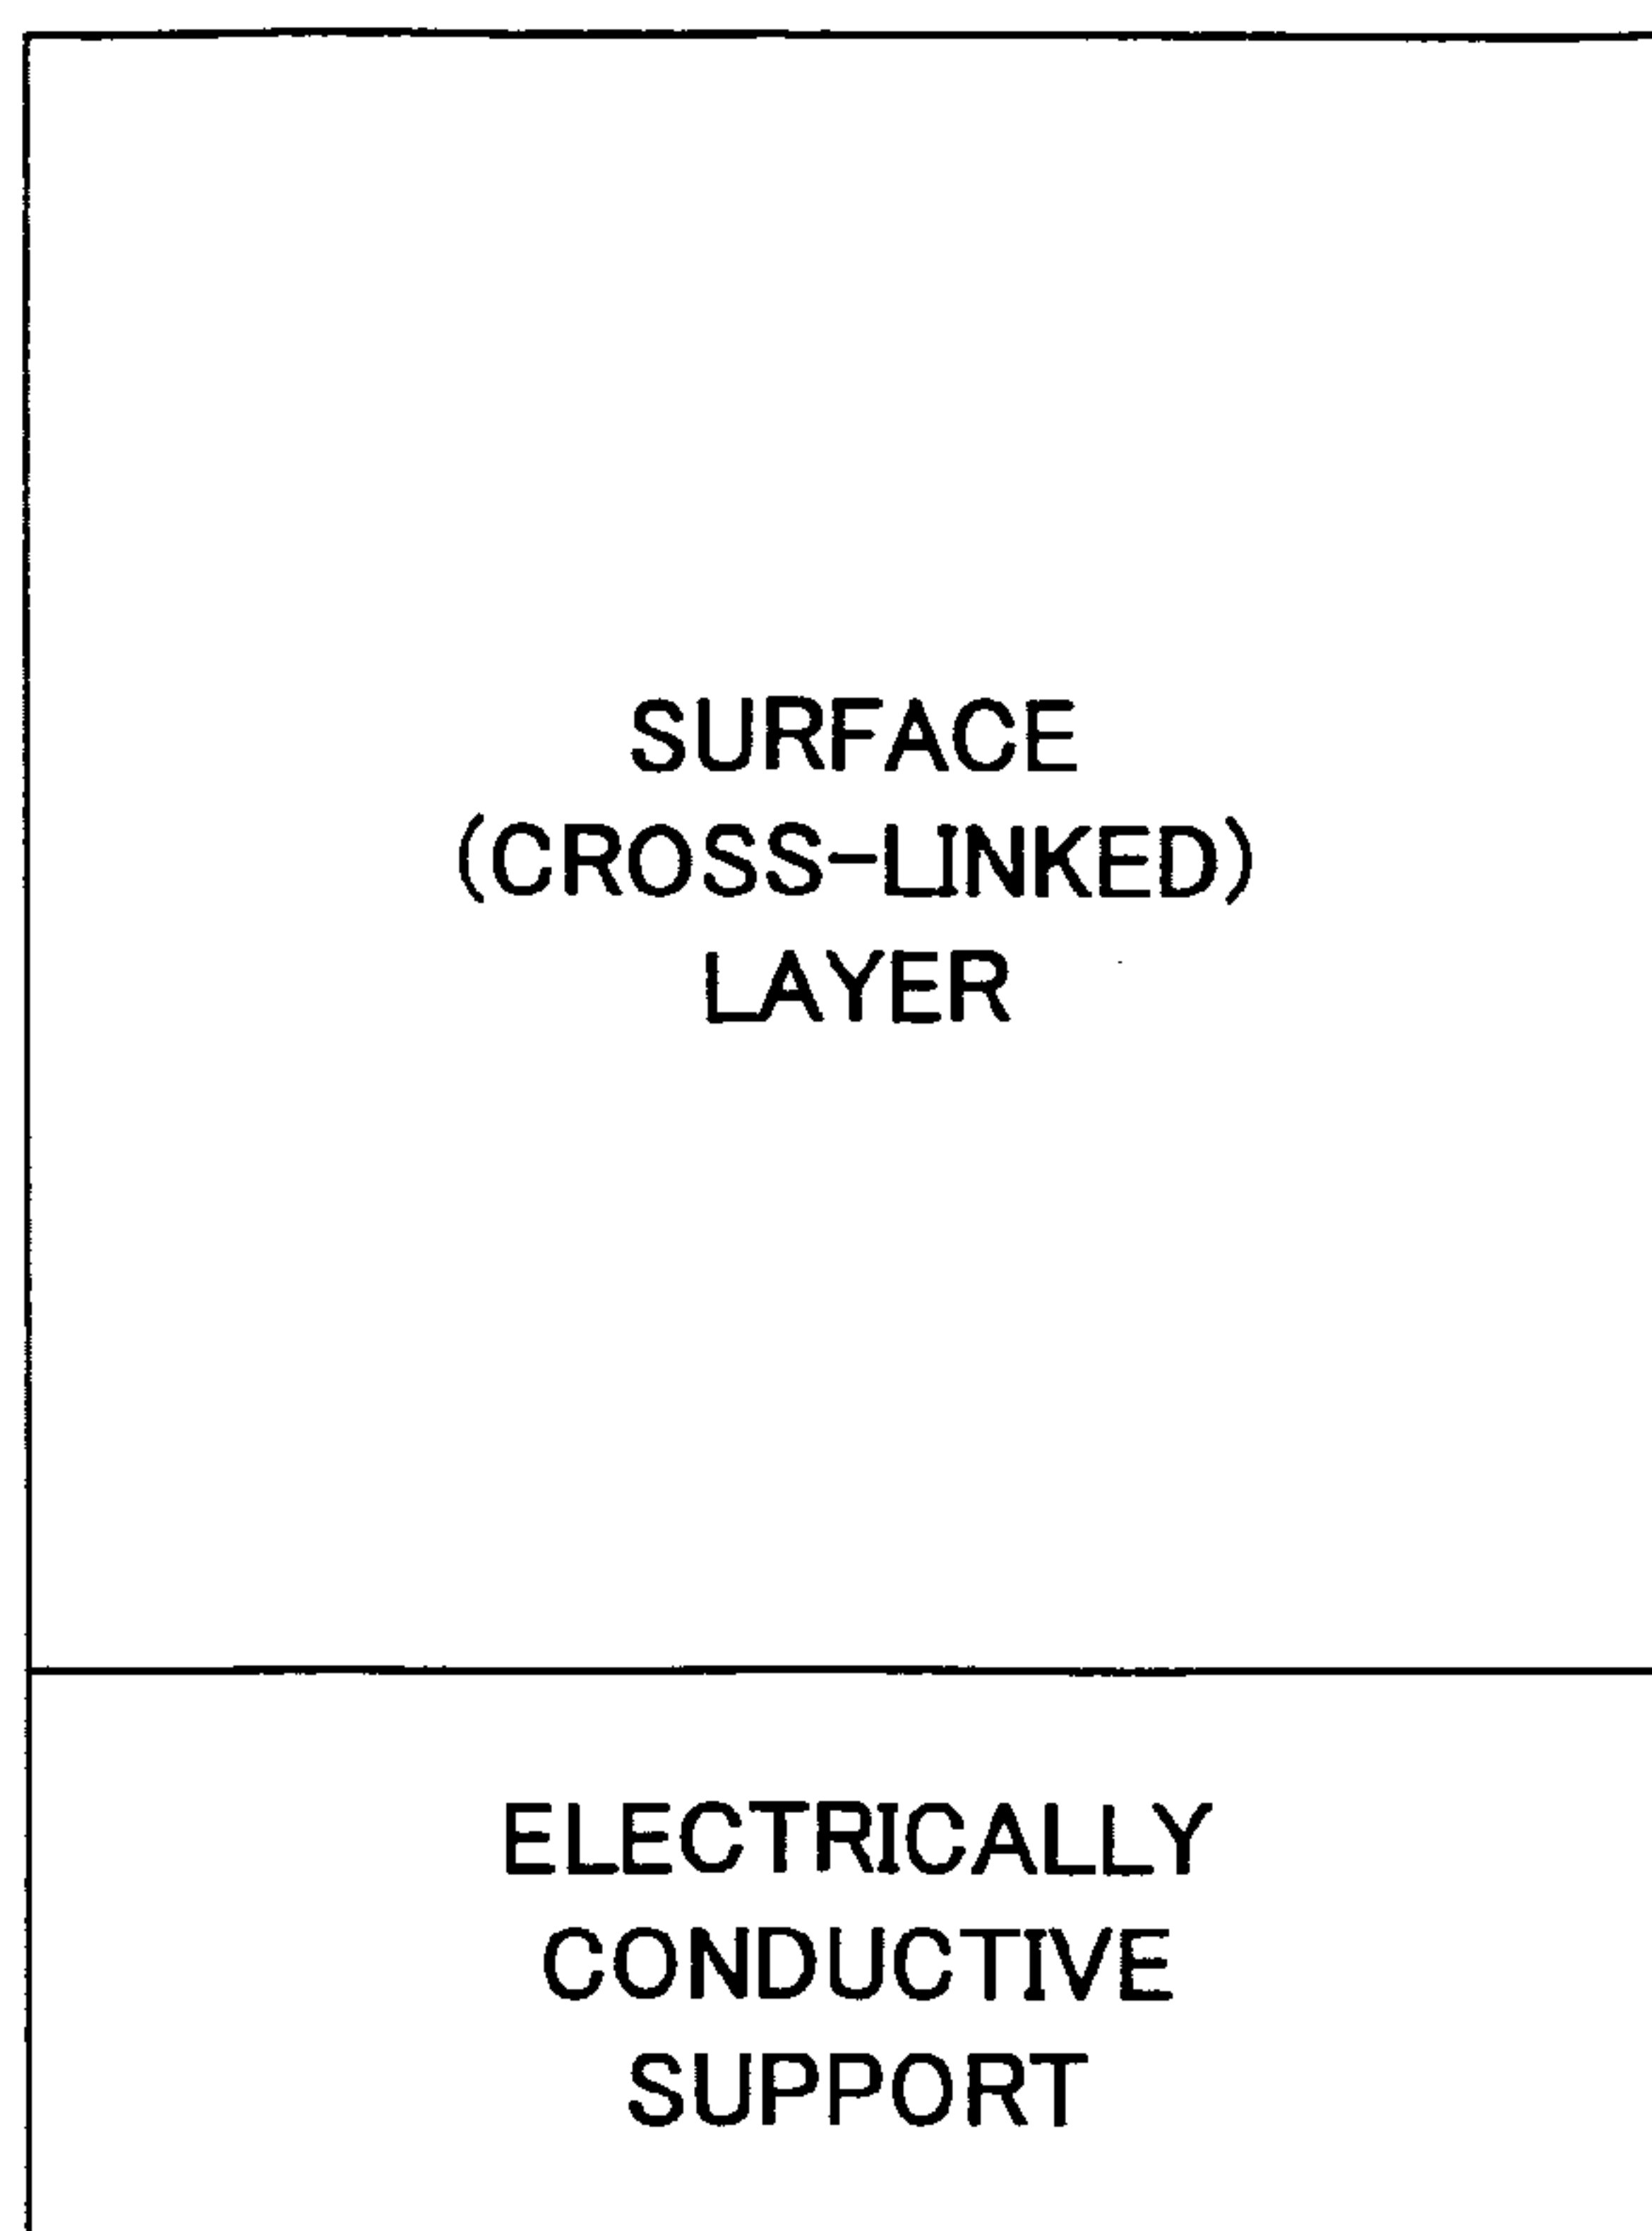 SURFACE
(CROSS-LINKED)
LAYER
ELECTRICALLY
CONDUCTIVE
SUPPORT